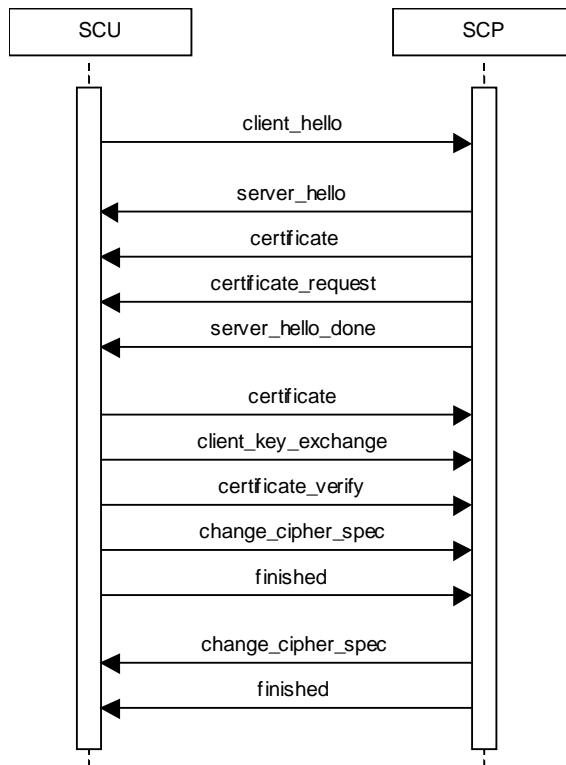 SCU
SCP
client_hello
server_hello
certificate
certificate_request
server_hello_done
certificate
client_key_exchange
certificate_verify
change_cipher_spec
finished
change_cipher_spec
finished